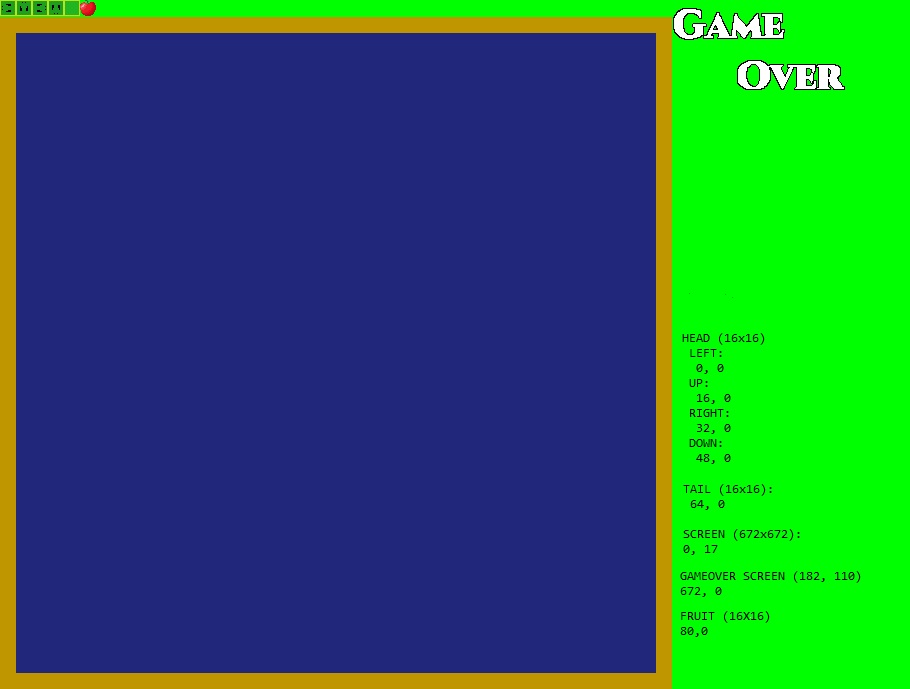 GAME
OVER
HEAD (16x16)
LEFT:
0, 0
UP:
16, 0
RIGHT:
32, 0
DOWN:
48, 0
TAIL (16x16):
64, 0
SCREEN (672x672):
0, 17
GAMEOVER SCREEN (182, 110)
672, 0
FRUIT (16X16)
80,0